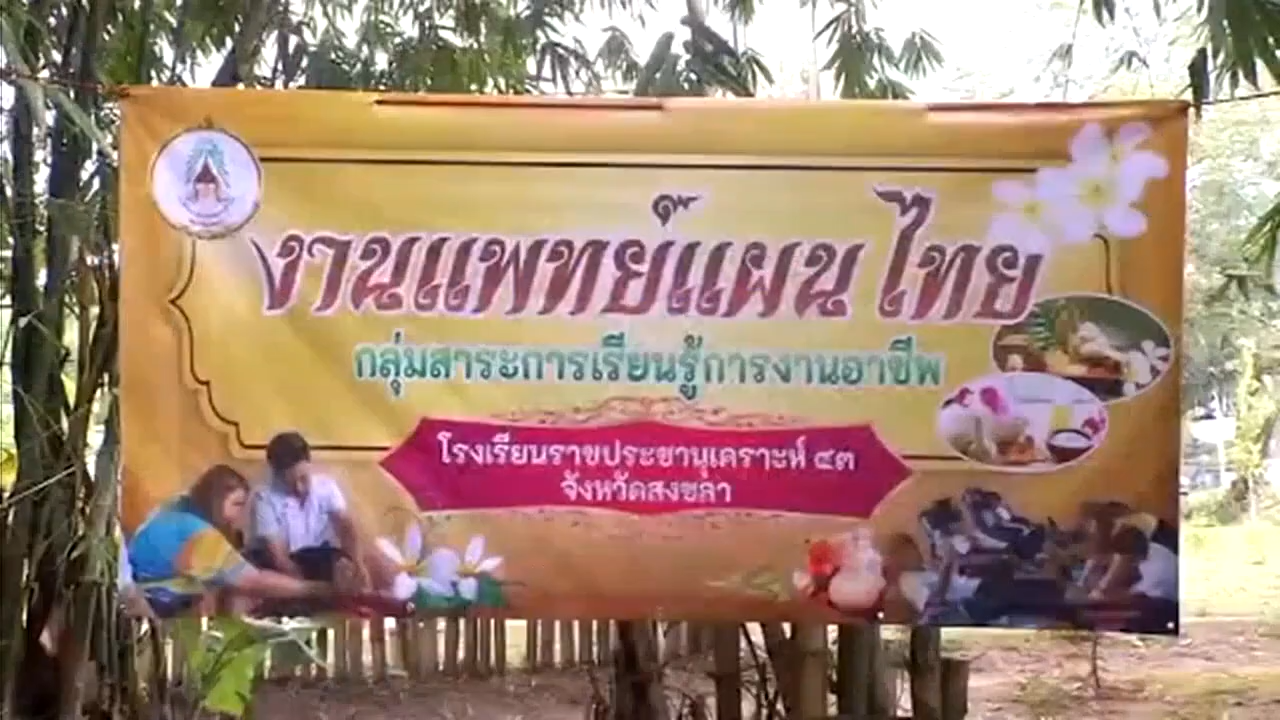 งานแพทย์แผนไทย
กลุ่มสาระการเรียนรู้การงานอาชีพ
โรงเรียนราชประชานุเคราะห์ ๔๓
จังหวัดสงขลา